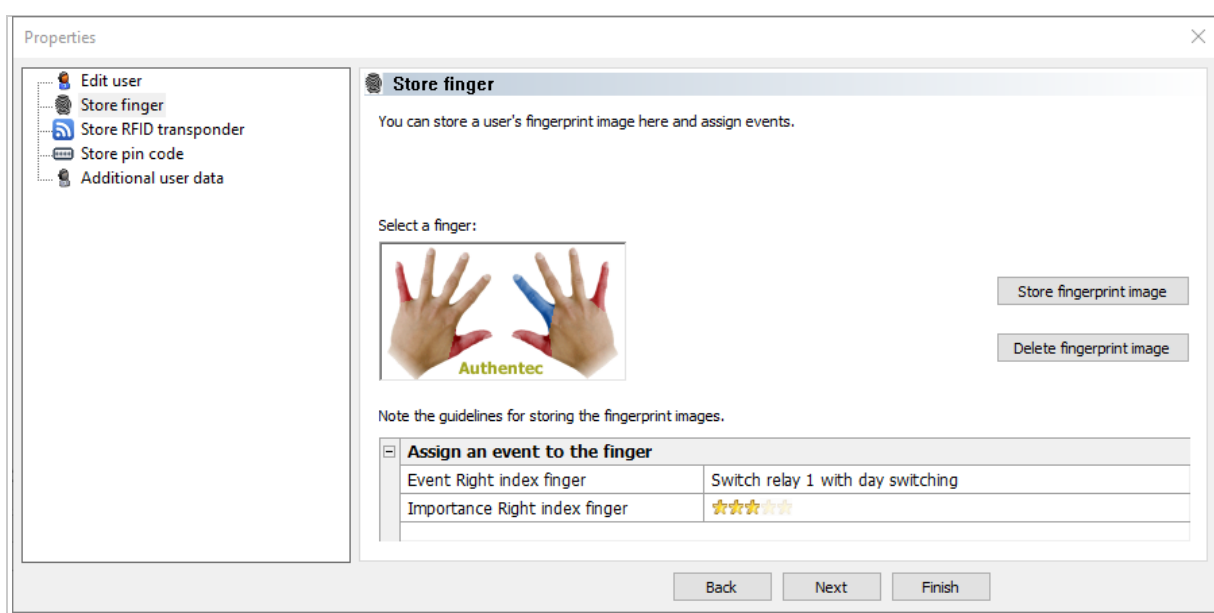 Properties
Edit user
Store finger
Store RFID transponder
Store pin code
Additional user data
Store finger
You can store a user's fingerprint image here and assign events.
Select a finger:
Authentec
Store fingerprint image
Delete fingerprint image
Note the guidelines for storing the fingerprint images.
Assign an event to the finger
Event Right index finger Switch relay 1 with day switching
Importance Right index finger
Back Next Finish